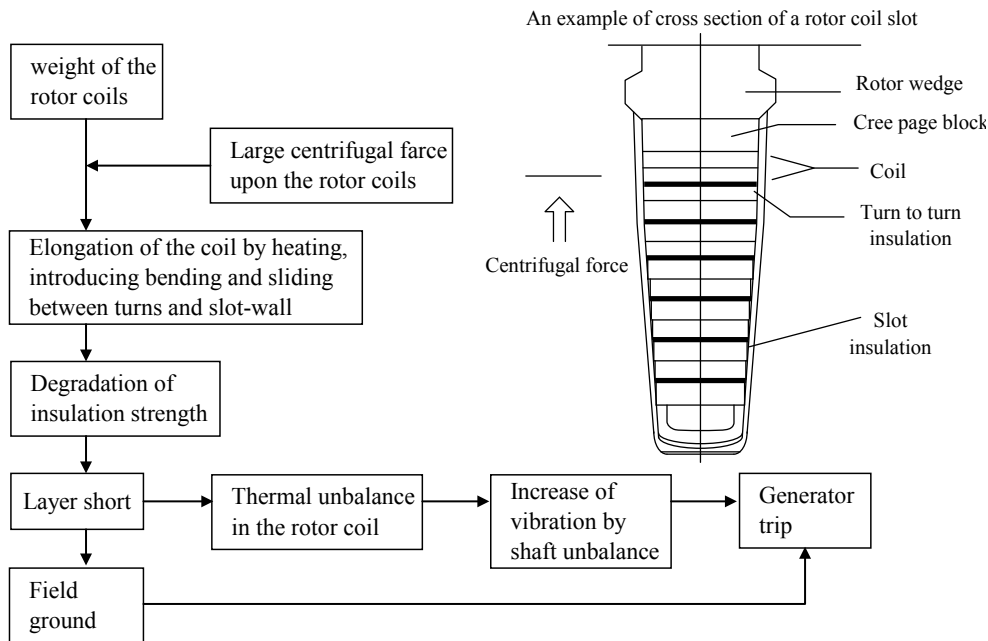 An example of cross section of a rotor coil slot
weight of the
rotor coils
Large centrifugal farce
upon the rotor coils
Elongation of the coil by heating,
introducing bending and sliding
between turns and slot-wall
Degradation of
insulation strength
Layer short
Thermal unbalance
in the rotor coil
Increase of
vibration by
shaft unbalance
Generator
trip
Field
ground
Rotor wedge
Cree page block
Coil
Turn to turn
insulation
Centrifugal force
Slot
insulation